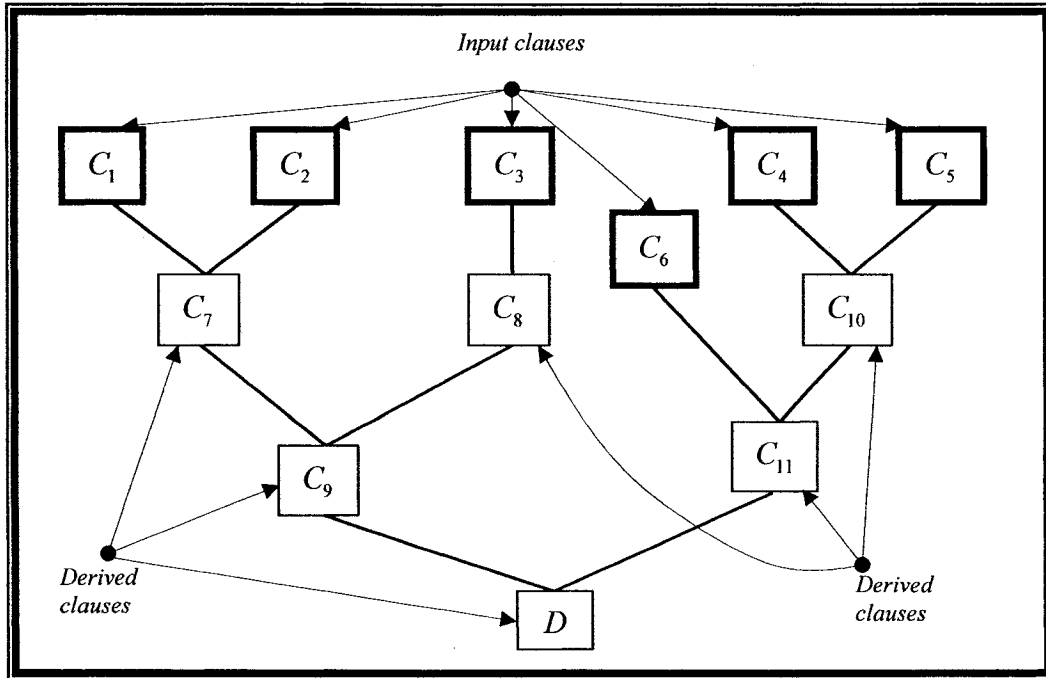 Input clauses
C₁ C₂ C₃ C₄ C₅
C₆
C₇ C₈ C₁₀
C₁₁
C₉
Derived
clauses
Derived
clauses
D